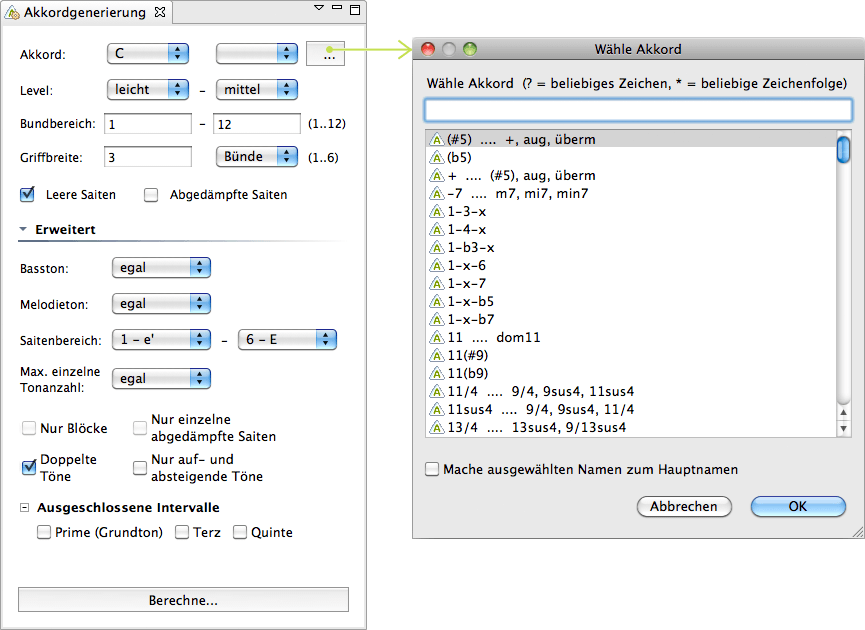 Akkordgenerierung
Akkord: C ...
Level: leicht – mittel
Bundbereich: 1 – 12 (1..12)
Griffbreite: 3 Bünde (1..6)
Leere Saiten Abgedämpfte Saiten
Erweitert
Basston: egal
Melodieton: egal
Saitenbereich: 1 – e' – 6 – E
Max. einzelne
Tonanzahl: egal
Nur Blöcke
Nur einzelne
abgedämpfte Saiten
Doppelte
Töne
Nur auf- und
absteigende Töne
Ausgeschlossene Intervalle
Prime (Grundton) Terz Quinte
Berechne...
Wähle Akkord
Wähle Akkord (? = beliebiges Zeichen, * = beliebige Zeichenfolge)
(#5) .... +, aug, überm
(b5)
+ .... (#5), aug, überm
–7 .... m7, mi7, min7
1–3–x
1–4–x
1–b3–x
1–x–6
1–x–7
1–x–b5
1–x–b7
11 .... dom11
11(#9)
11(b9)
11/4 .... 9/4, 9sus4, 11sus4
11sus4 .... 9/4, 9sus4, 11/4
13/4 .... 13sus4, 9/13sus4
Mache ausgewählten Namen zum Hauptnamen
Abbrechen OK